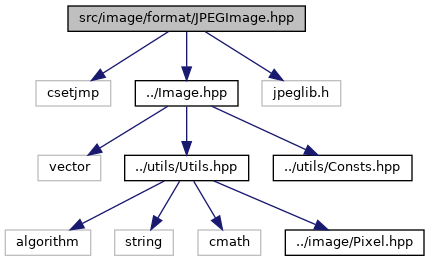 src/image/format/JPEGImage.hpp
csetjmp
../Image.hpp
jpeglib.h
vector
../utils/Utils.hpp
../utils/Consts.hpp
algorithm
string
cmath
../image/Pixel.hpp